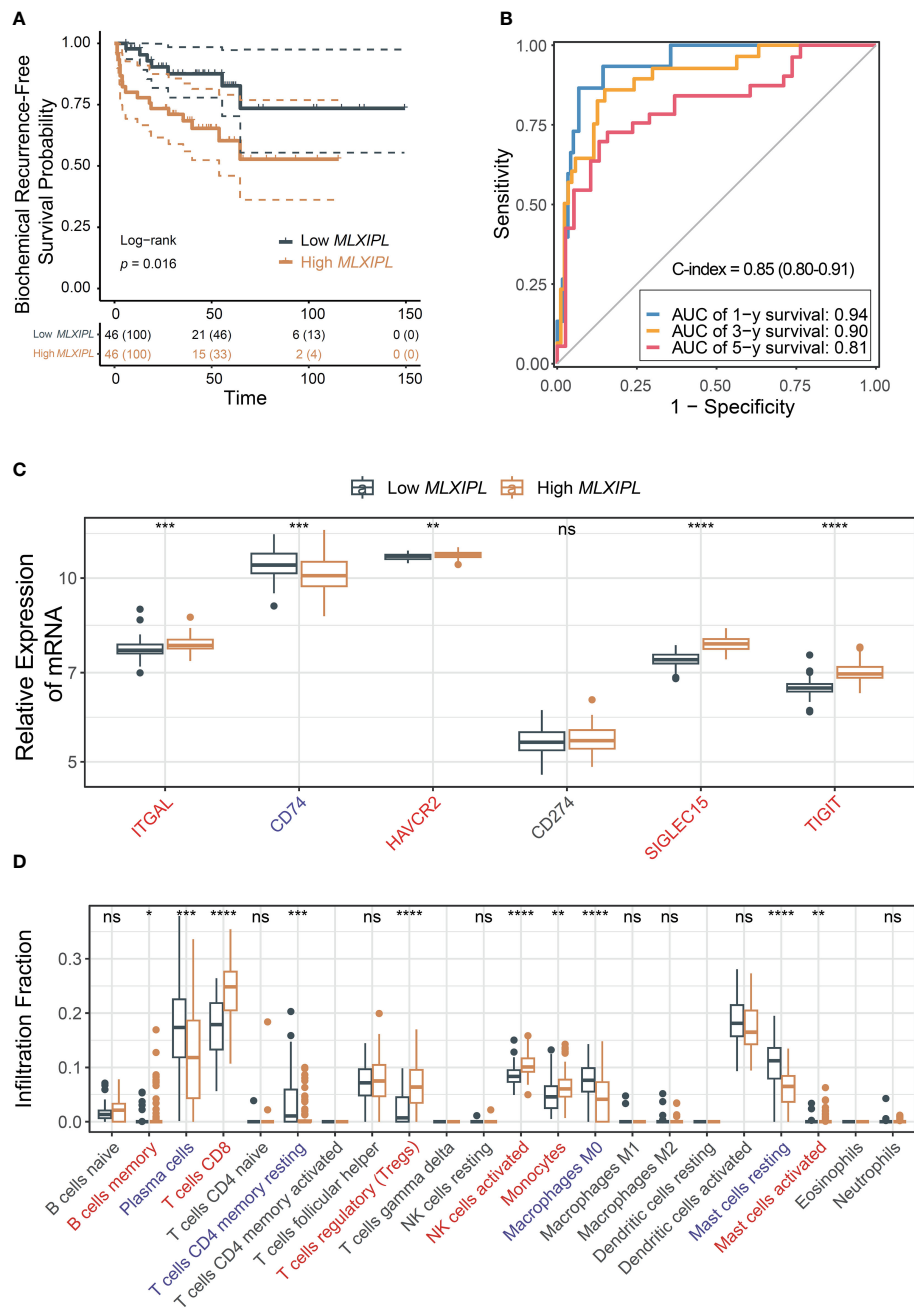 A
Biochemical Recurrence-Free
Survival Probability
1.00
0.75
0.50
0.25
0.00
Log-rank
p = 0.016
Low MLXIPL
High MLXIPL
Low MLXIPL 46 (100) 21 (46) 6 (13) 0 (0)
High MLXIPL 46 (100) 15 (33) 2 (4) 0 (0)
0 50 100 150
Time
B
Sensitivity
1.00
0.75
0.50
0.25
0.00
C-index = 0.85 (0.80-0.91)
AUC of 1-y survival: 0.94
AUC of 3-y survival: 0.90
AUC of 5-y survival: 0.81
0.00 0.25 0.50 0.75 1.00
1 − Specificity
C
a Low MLXIPL a High MLXIPL
Relative Expression
of mRNA
*** *** ** ns **** ****
10
7
5
ITGAL
CD74
HAVCR2
CD274
SIGLEC15
TIGIT
D
Infiltration Fraction
ns * *** **** ns *** ns **** ns **** ** **** ns ns ns **** ** ns
0.3
0.2
0.1
0.0
B cells naive
B cells memory
Plasma cells
T cells CD8
T cells CD4 naive
T cells CD4 memory resting
T cells CD4 memory activated
T cells follicular helper
T cells regulatory (Tregs)
T cells gamma delta
NK cells resting
NK cells activated
Monocytes
Macrophages M0
Macrophages M1
Macrophages M2
Dendritic cells resting
Dendritic cells activated
Mast cells resting
Mast cells activated
Eosinophils
Neutrophils